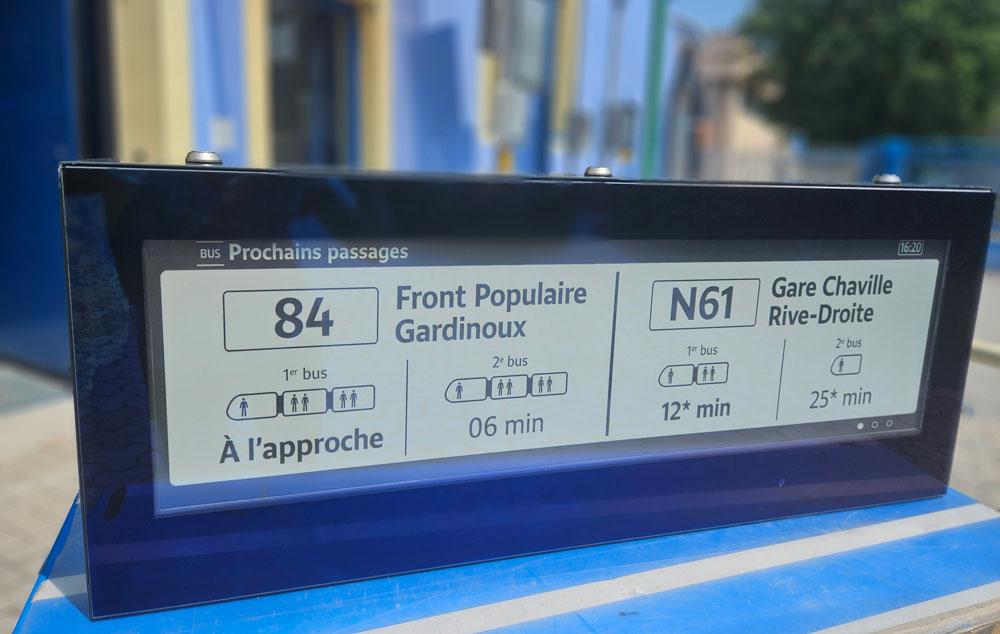 BUS Prochains passages
16:20
84
Front Populaire
Gardinoux
1er bus
À l'approche
2e bus
06 min
N61
Gare Chaville
Rive-Droite
1er bus
12* min
2e bus
25* min